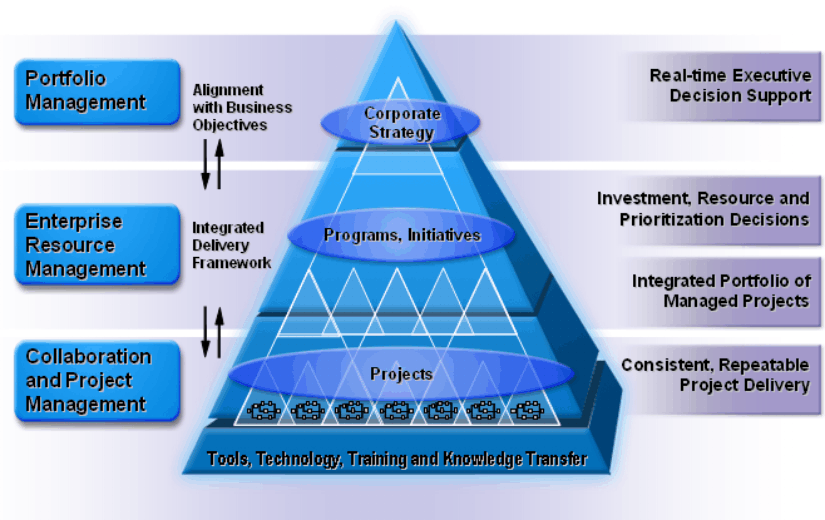 Portfolio
Management
Alignment
with Business
Objectives
Corporate
Strategy
Real-time Executive
Decision Support
Enterprise
Resource
Management
Integrated
Delivery
Framework
Programs, Initiatives
Investment, Resource and
Prioritization Decisions
Integrated Portfolio of
Managed Projects
Collaboration
and Project
Management
Projects
Consistent, Repeatable
Project Delivery
Tools, Technology, Training and Knowledge Transfer